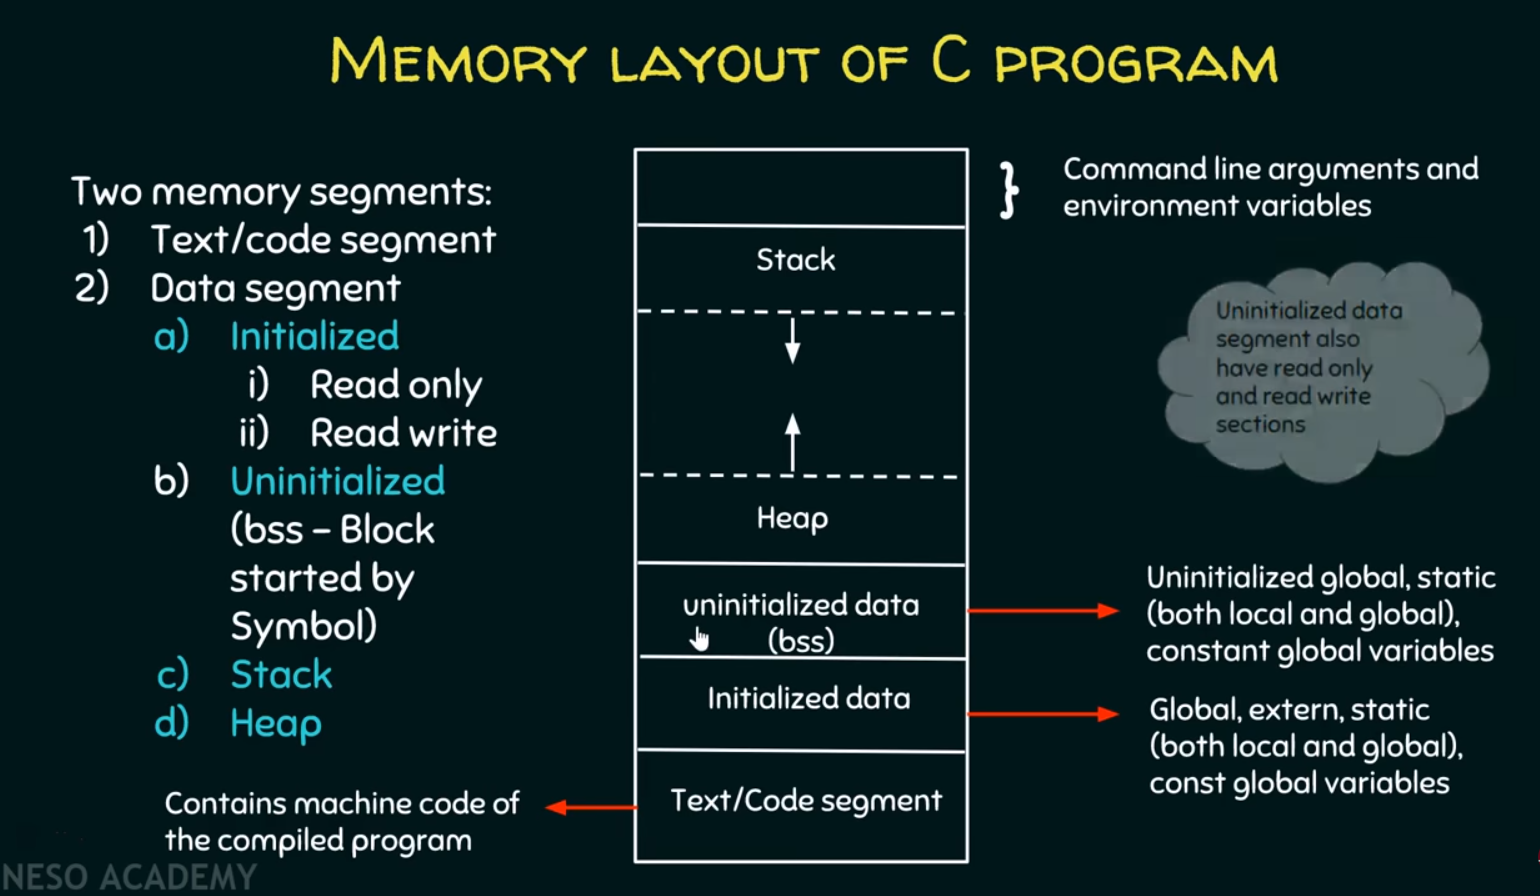 MEMORY LAYOUT OF C PROGRAM
Two memory segments:
1) Text/code segment
2) Data segment
a) Initialized
i) Read only
ii) Read write
b) Uninitialized
(bss – Block
started by
Symbol)
c) Stack
d) Heap
Contains machine code of
the compiled program
Stack
Heap
uninitialized data
(bss)
Initialized data
Text/Code segment
}
Command line arguments and
environment variables
Uninitialized data
segment also
have read only
and read write
sections
Uninitialized global, static
(both local and global),
constant global variables
Global, extern, static
(both local and global),
const global variables
NESO ACADEMY